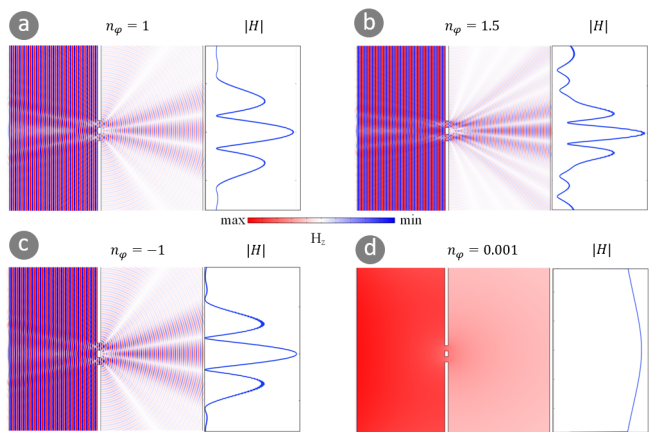 a
n_φ = 1
|H|
b
n_φ = 1.5
|H|
max
min
H_z
c
n_φ = −1
|H|
d
n_φ = 0.001
|H|